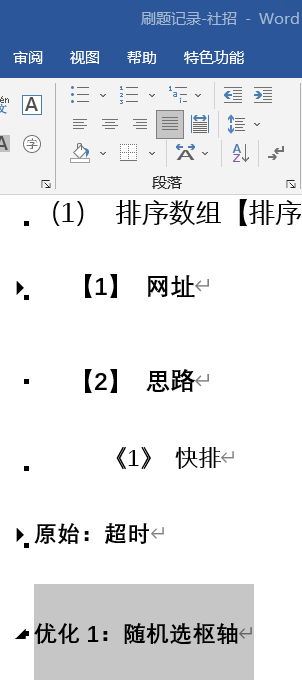 刷题记录-社招 - Word
审阅 视图 帮助 特色功能
A
段落
（1） 排序数组【排序
【1】 网址
【2】 思路
《1》 快排
原始：超时
优化 1：随机选枢轴